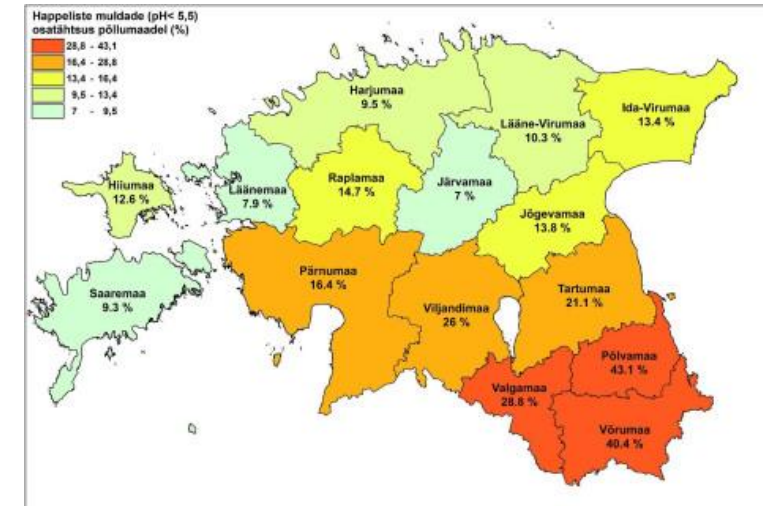 Happeliste muldade (pH< 5,5)
osatähtsus põllumaadel (%)
28,8 - 43,1
16,4 - 28,8
13,4 - 16,4
9,5 - 13,4
7 - 9,5
Harjumaa
9.5 %
Lääne-Virumaa
10.3 %
Ida-Virumaa
13.4 %
Hiiumaa
12.6 %
Läänemaa
7.9 %
Raplamaa
14.7 %
Järvamaa
7 %
Jõgevamaa
13.8 %
Saaremaa
9.3 %
Pärnumaa
16.4 %
Viljandimaa
26 %
Tartumaa
21.1 %
Põlvamaa
43.1 %
Valgamaa
28.8 %
Võrumaa
40.4 %